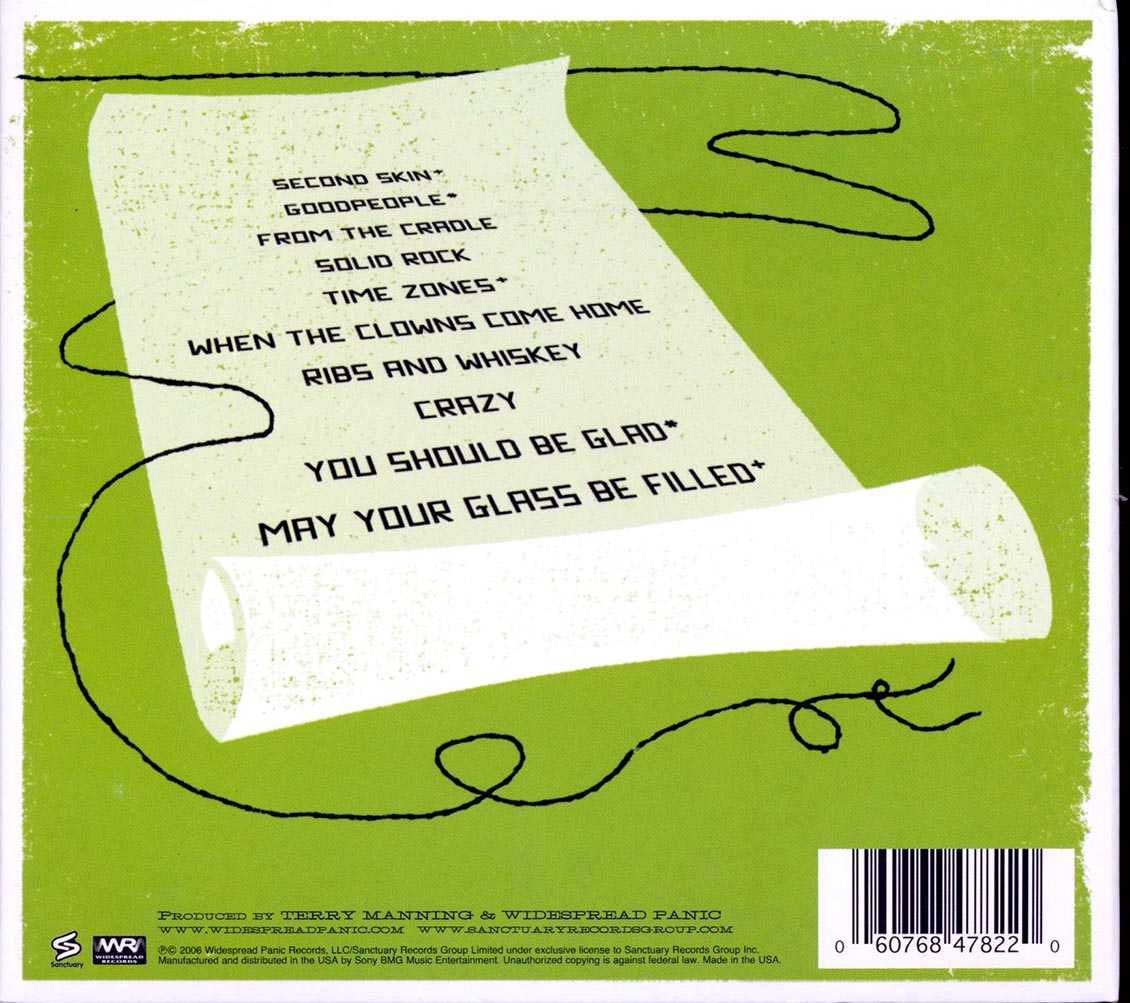 SECOND SKIN+
GOODPEOPLE*
FROM THE CRADLE
SOLID ROCK
TIME ZONES+
WHEN THE CLOWNS COME HOME
RIBS AND WHISKEY
CRAZY
YOU SHOULD BE GLAD*
MAY YOUR GLASS BE FILLED+
PRODUCED BY TERRY MANNING & WIDESPREAD PANIC
WWW.WIDESPREADPANIC.COM WWW.SANCTUARYRECORDSGROUP.COM
Sanctuary
WR
WIDESPREAD
RECORDS
℗© 2006 Widespread Panic Records, LLC/Sanctuary Records Group Limited under exclusive license to Sanctuary Records Group Inc.
Manufactured and distributed in the USA by Sony BMG Music Entertainment. Unauthorized copying is against federal law. Made in the USA.
0 60768 47822 0